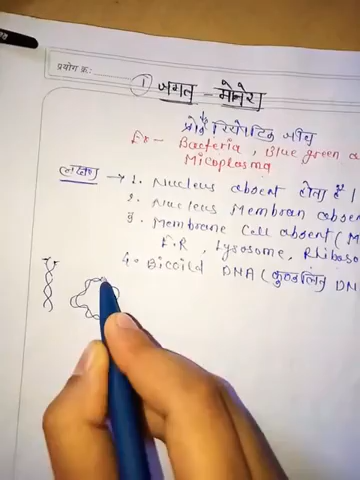 प्रयोग क्र.:
① जगत - मोनेरा
प्रोकैरियोटिक जीव
Ex - Bacteria, Blue green a
Micoplasma
लक्षण → 1. Nucleus absent होता है।
2. Nucleus Membran absen
3. Membrane Cell absent (M
E.R, Lysosome, Rhiboso
4. Bicoild DNA (कुण्डलित DN